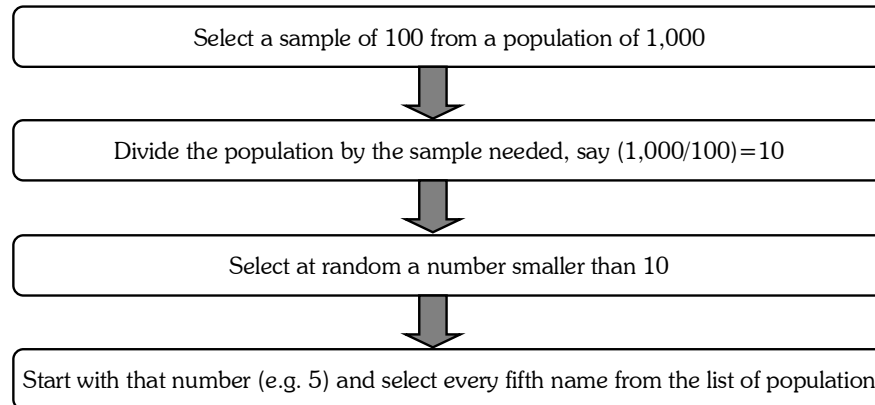 Select a sample of 100 from a population of 1,000
Divide the population by the sample needed, say (1,000/100)=10
Select at random a number smaller than 10
Start with that number (e.g. 5) and select every fifth name from the list of population